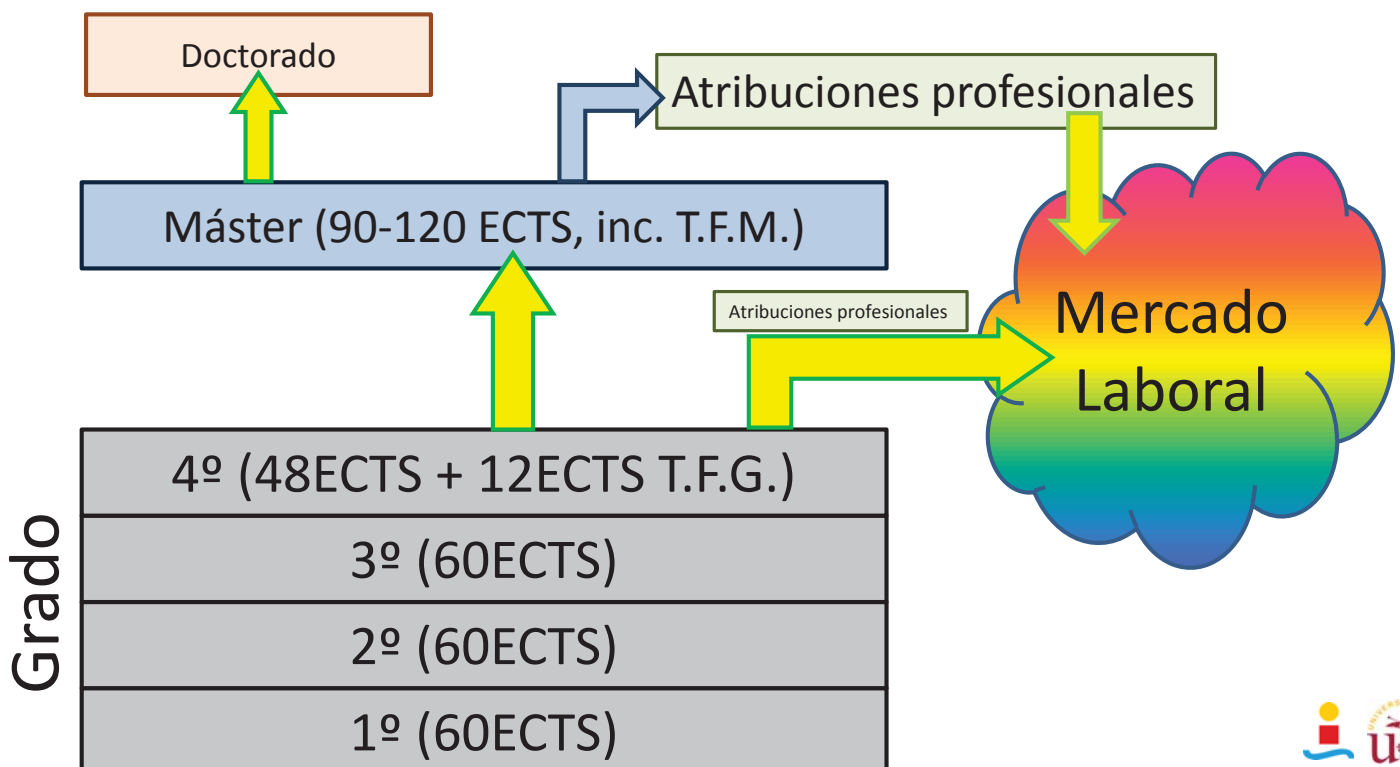 Doctorado
Atribuciones profesionales
Máster (90-120 ECTS, inc. T.F.M.)
Atribuciones profesionales
Mercado
Laboral
4º (48ECTS + 12ECTS T.F.G.)
3º (60ECTS)
2º (60ECTS)
1º (60ECTS)
Grado